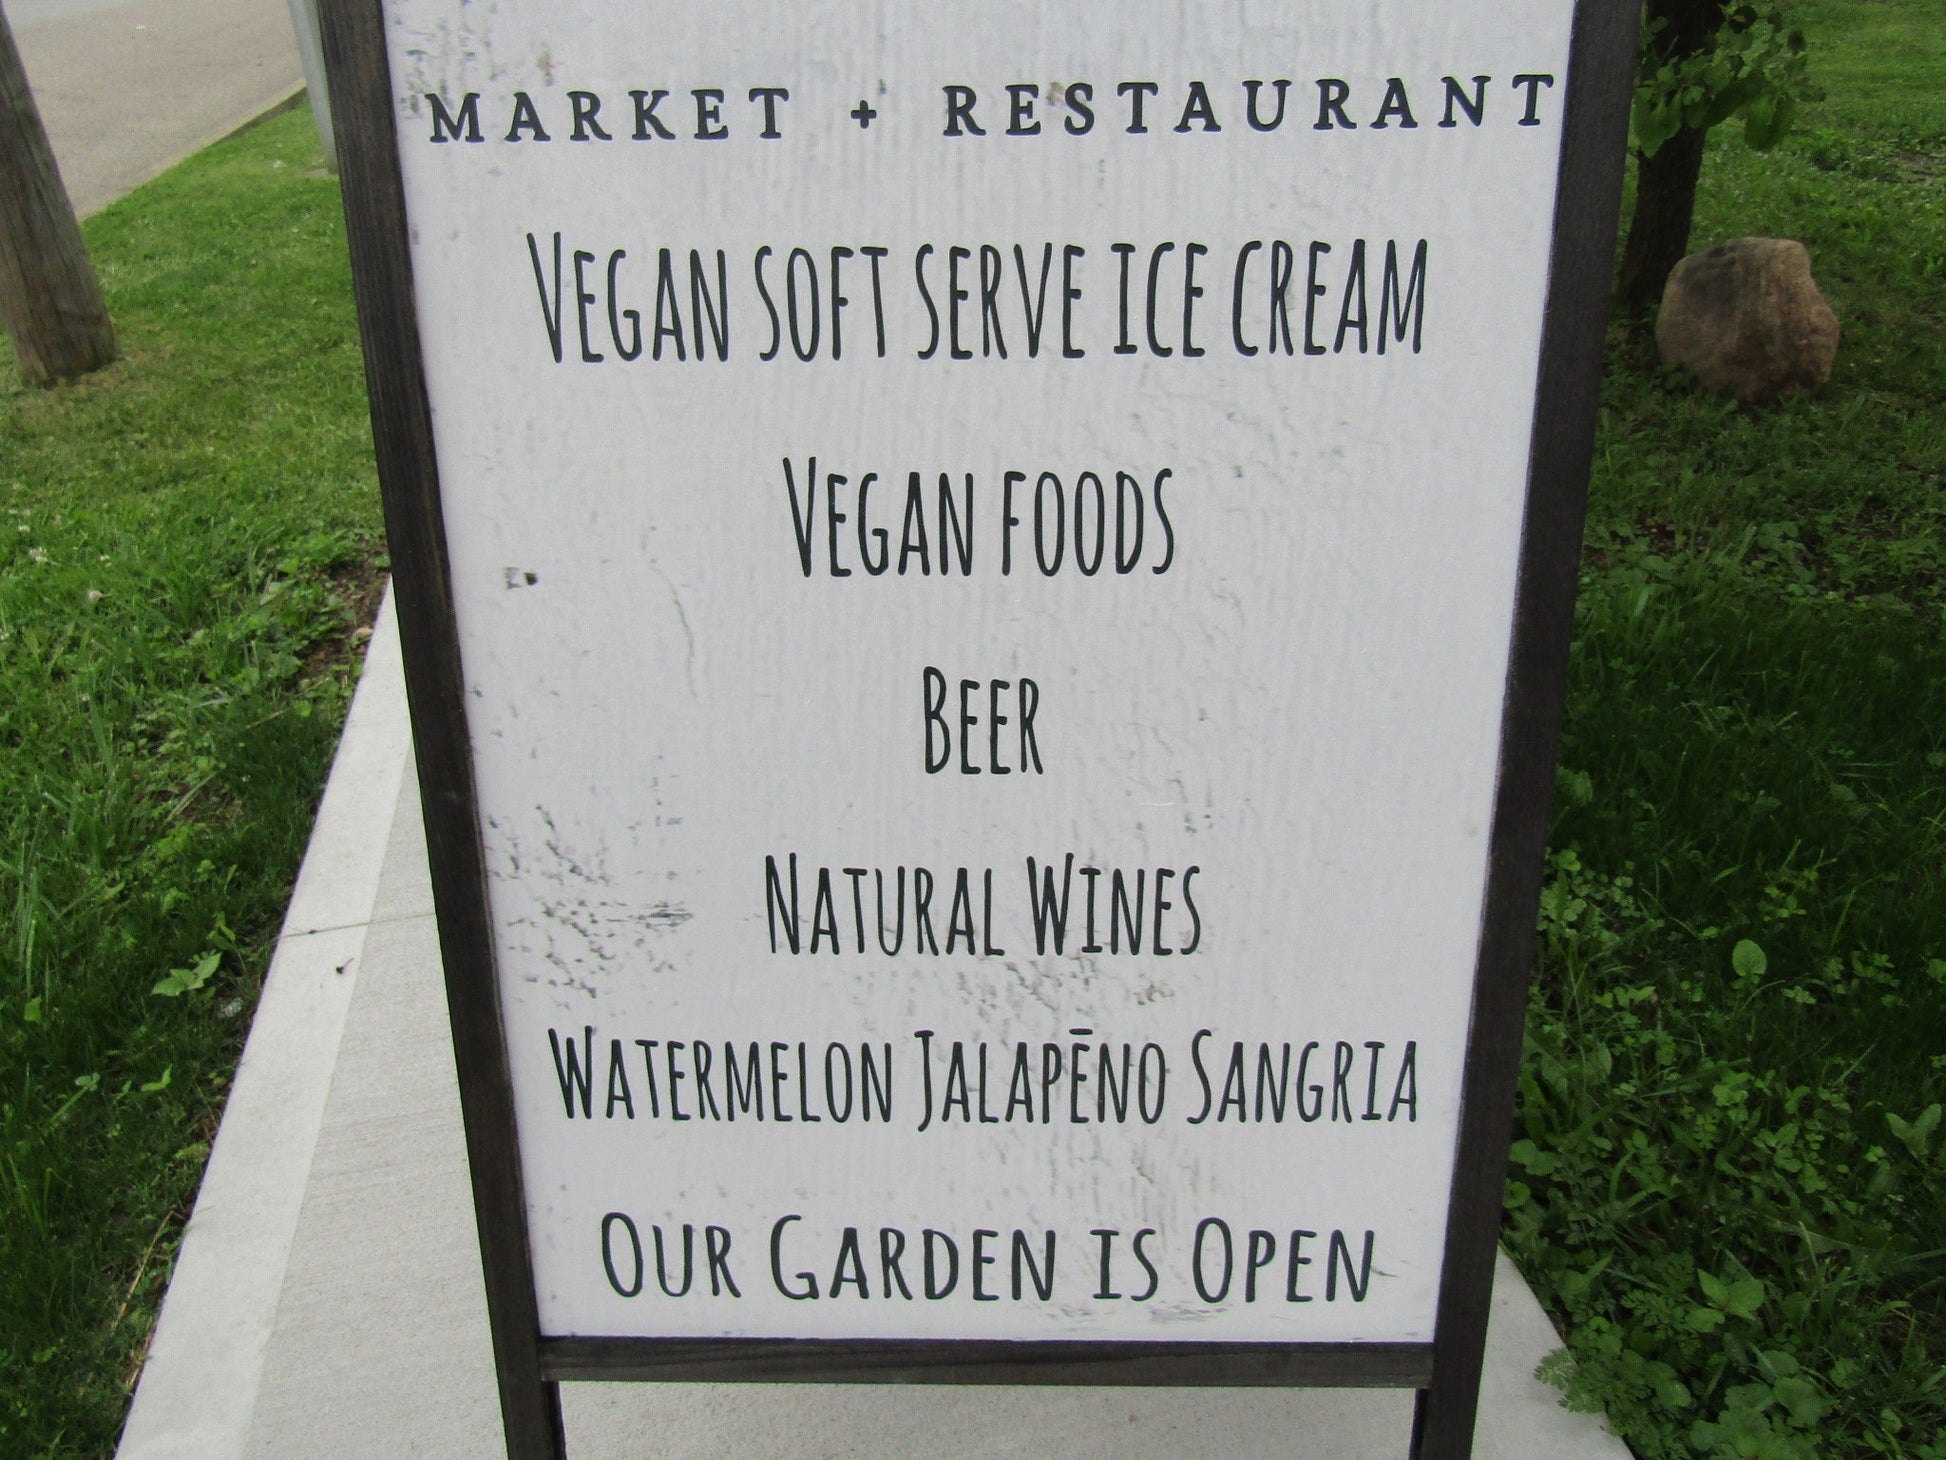 MARKET + RESTAURANT
VEGAN SOFT SERVE ICE CREAM
VEGAN FOODS
BEER
NATURAL WINES
WATERMELON JALAPĒNO SANGRIA
OUR GARDEN IS OPEN